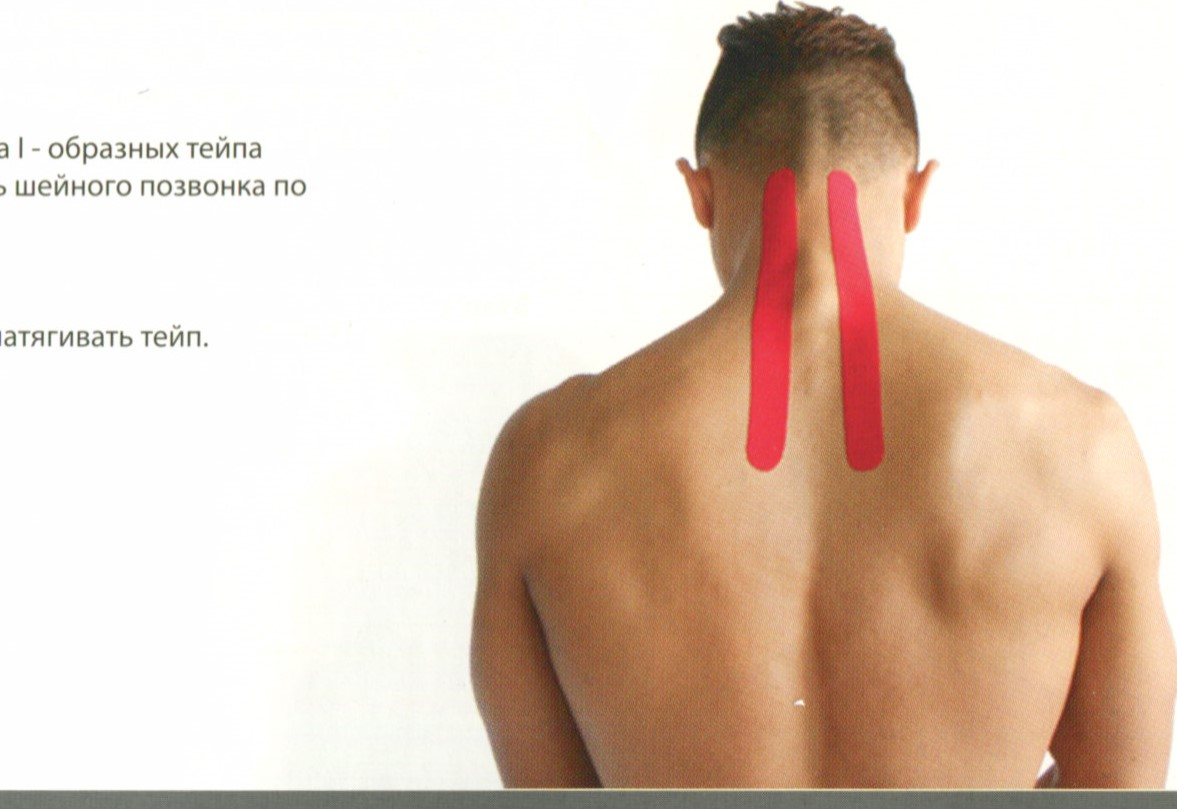 а I - образных тейпа
ь шейного позвонка по
натягивать тейп.